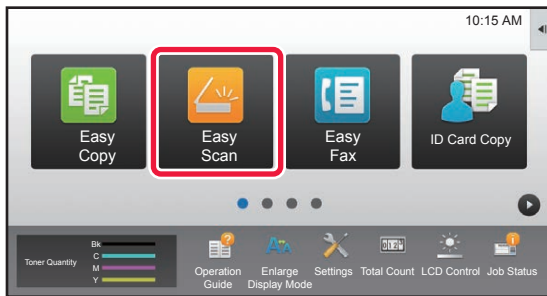 10:15 AM
Easy
Copy
Easy
Scan
Easy
Fax
ID Card Copy
Toner Quantity
Bk
C
M
Y
Operation
Guide
Enlarge
Display Mode
Settings
Total Count
LCD Control
Job Status